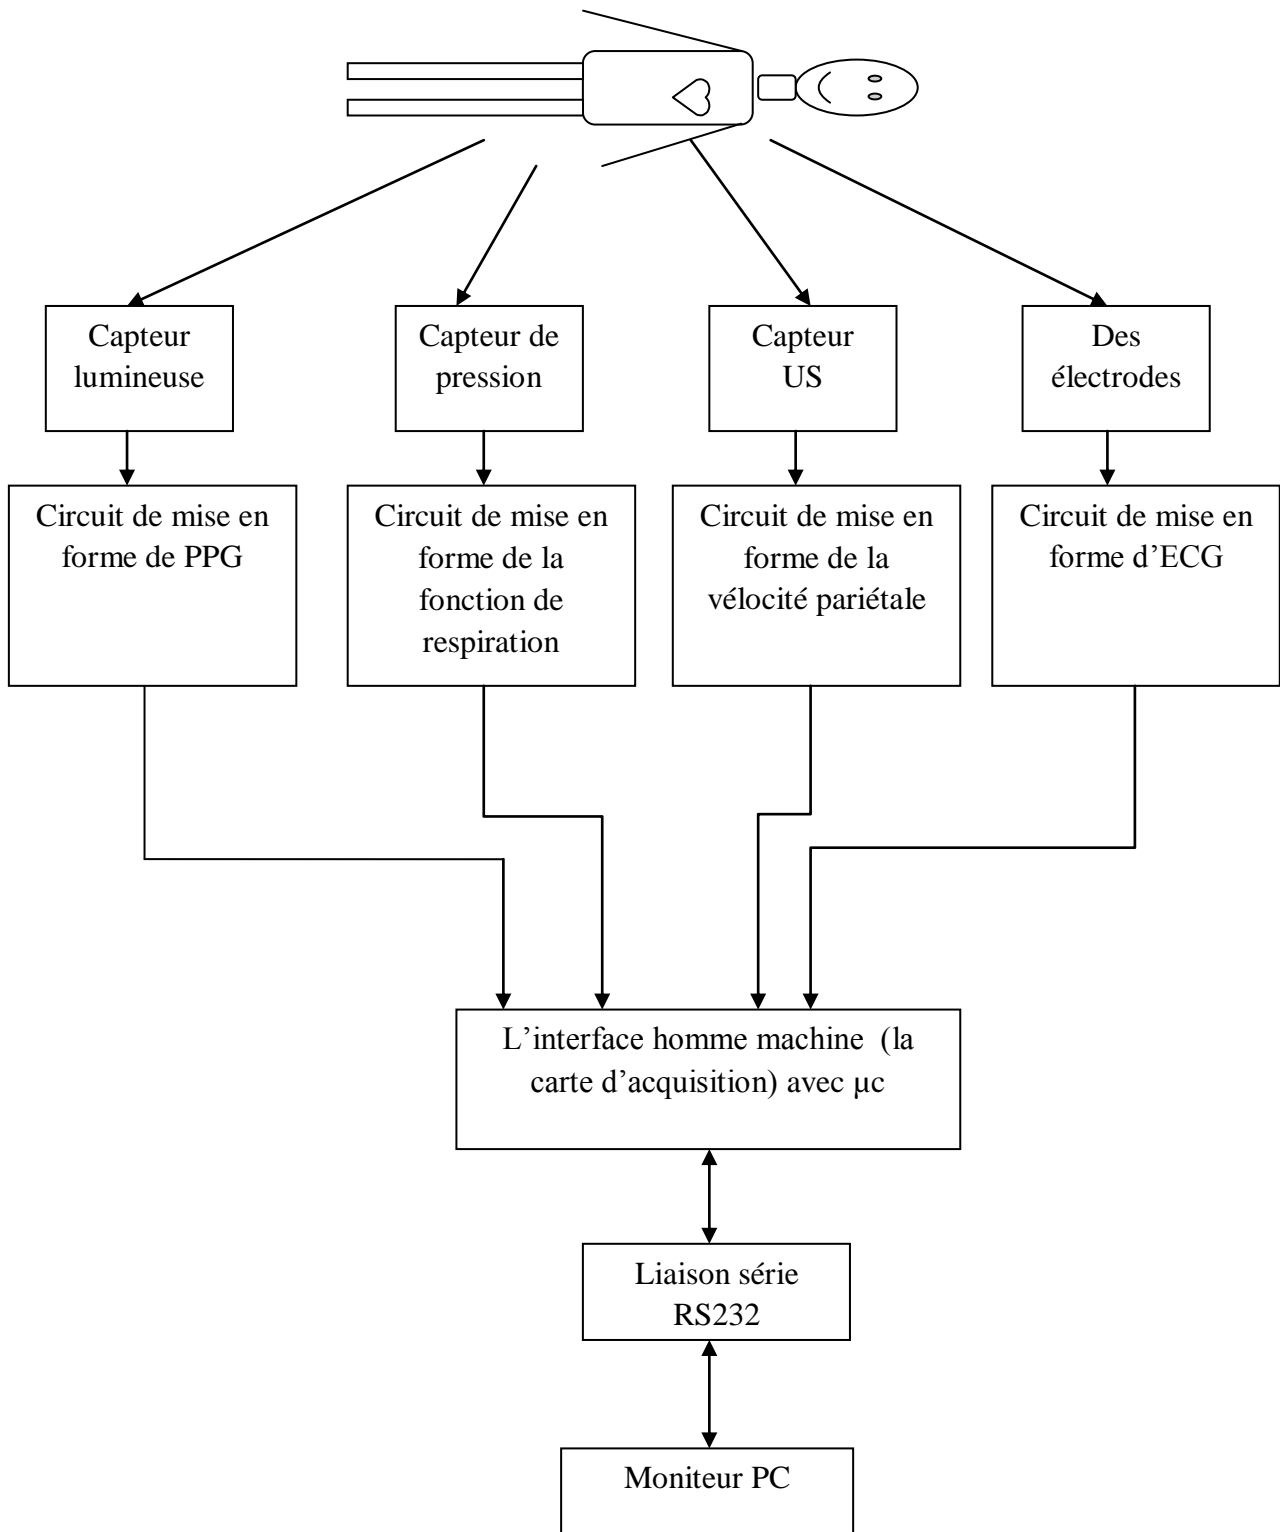 Capteur
lumineuse
Capteur de
pression
Capteur
US
Des
électrodes
Circuit de mise en
forme de PPG
Circuit de mise en
forme de la
fonction de
respiration
Circuit de mise en
forme de la
vélocité pariétale
Circuit de mise en
forme d’ECG
L’interface homme machine (la
carte d’acquisition) avec µc
Liaison série
RS232
Moniteur PC